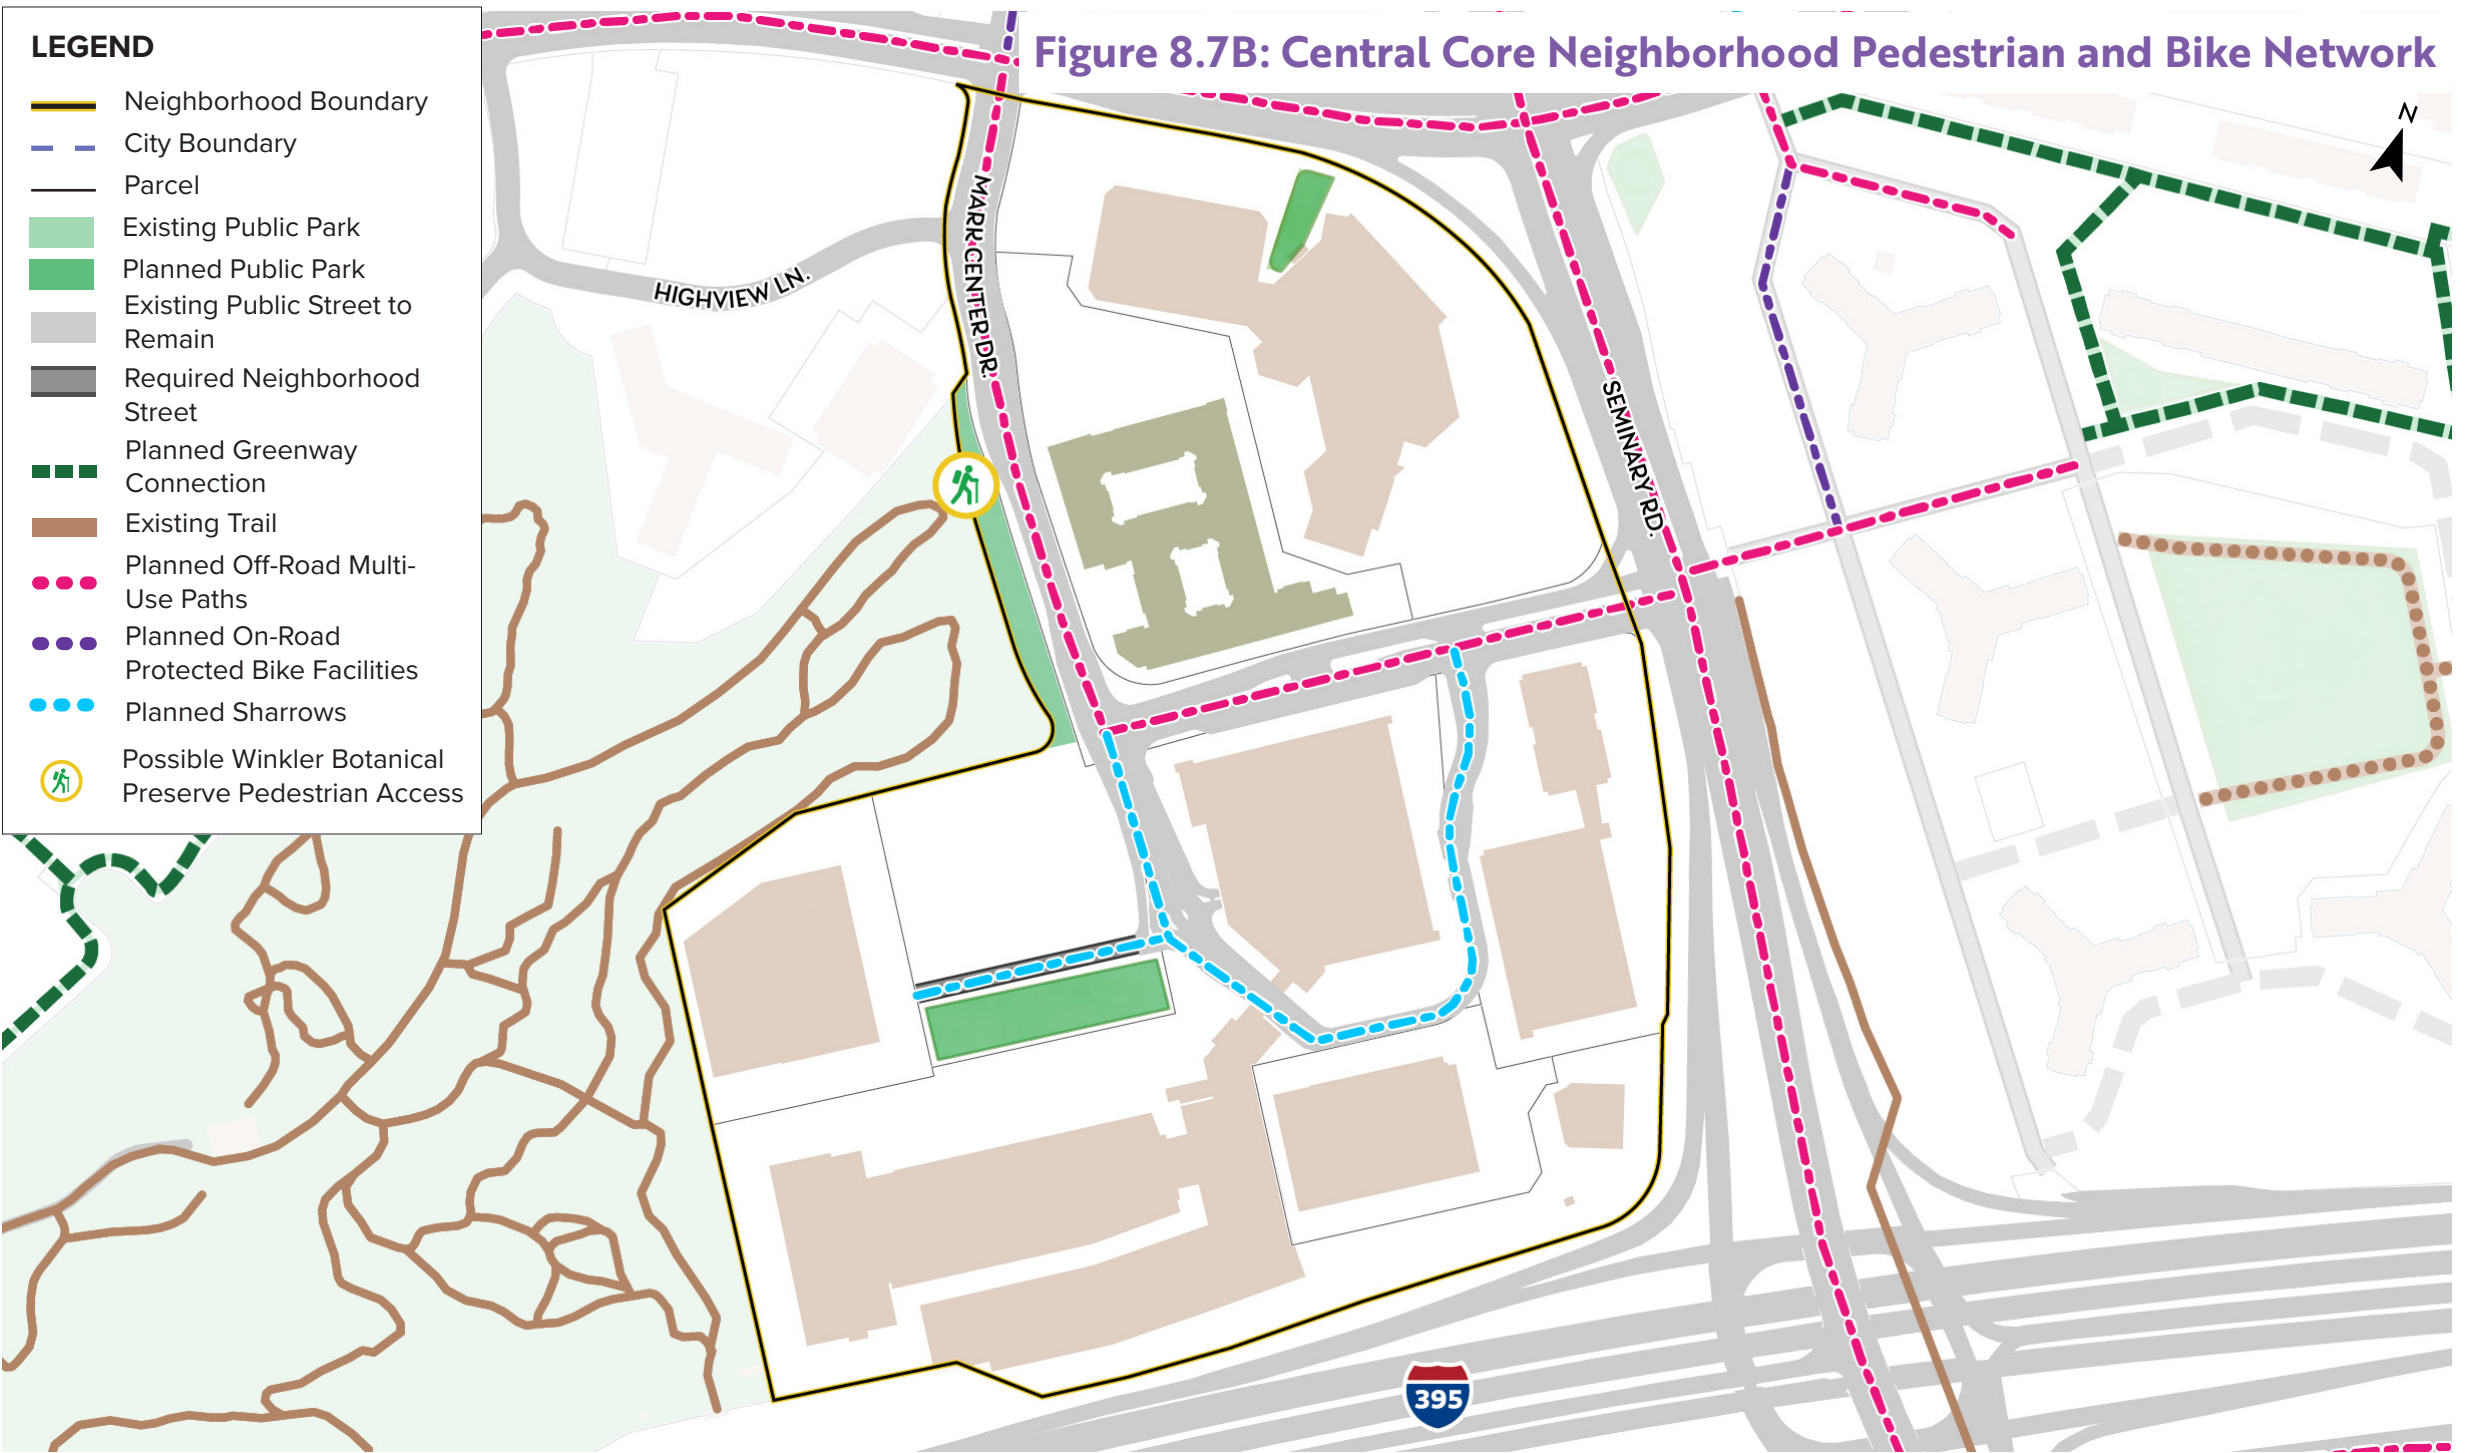 Figure 8.7B: Central Core Neighborhood Pedestrian and Bike Network
LEGEND
Neighborhood Boundary
City Boundary
Parcel
Existing Public Park
Planned Public Park
Existing Public Street to
Remain
Required Neighborhood
Street
Planned Greenway
Connection
Existing Trail
Planned Off-Road Multi-
Use Paths
Planned On-Road
Protected Bike Facilities
Planned Sharrows
Possible Winkler Botanical
Preserve Pedestrian Access
N
HIGHVIEW LN.
MARK CENTER DR.
SEMINARY RD.
395